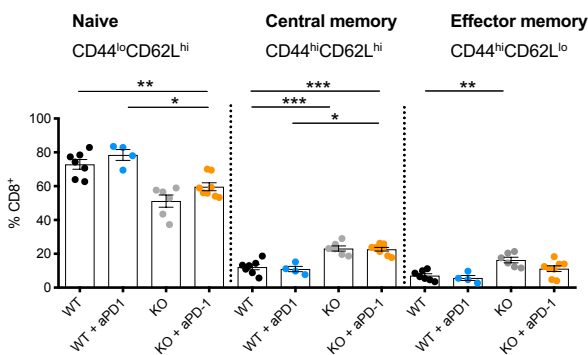 Naive Central memory Effector memory
CD44loCD62Lhi CD44hiCD62Lhi CD44hiCD62Llo
** *** **
* *** *
% CD8+
100
80
60
40
20
0
WT WT + aPD1 KO KO + aPD-1 WT WT + aPD1 KO KO + aPD-1 WT WT + aPD1 KO KO + aPD-1